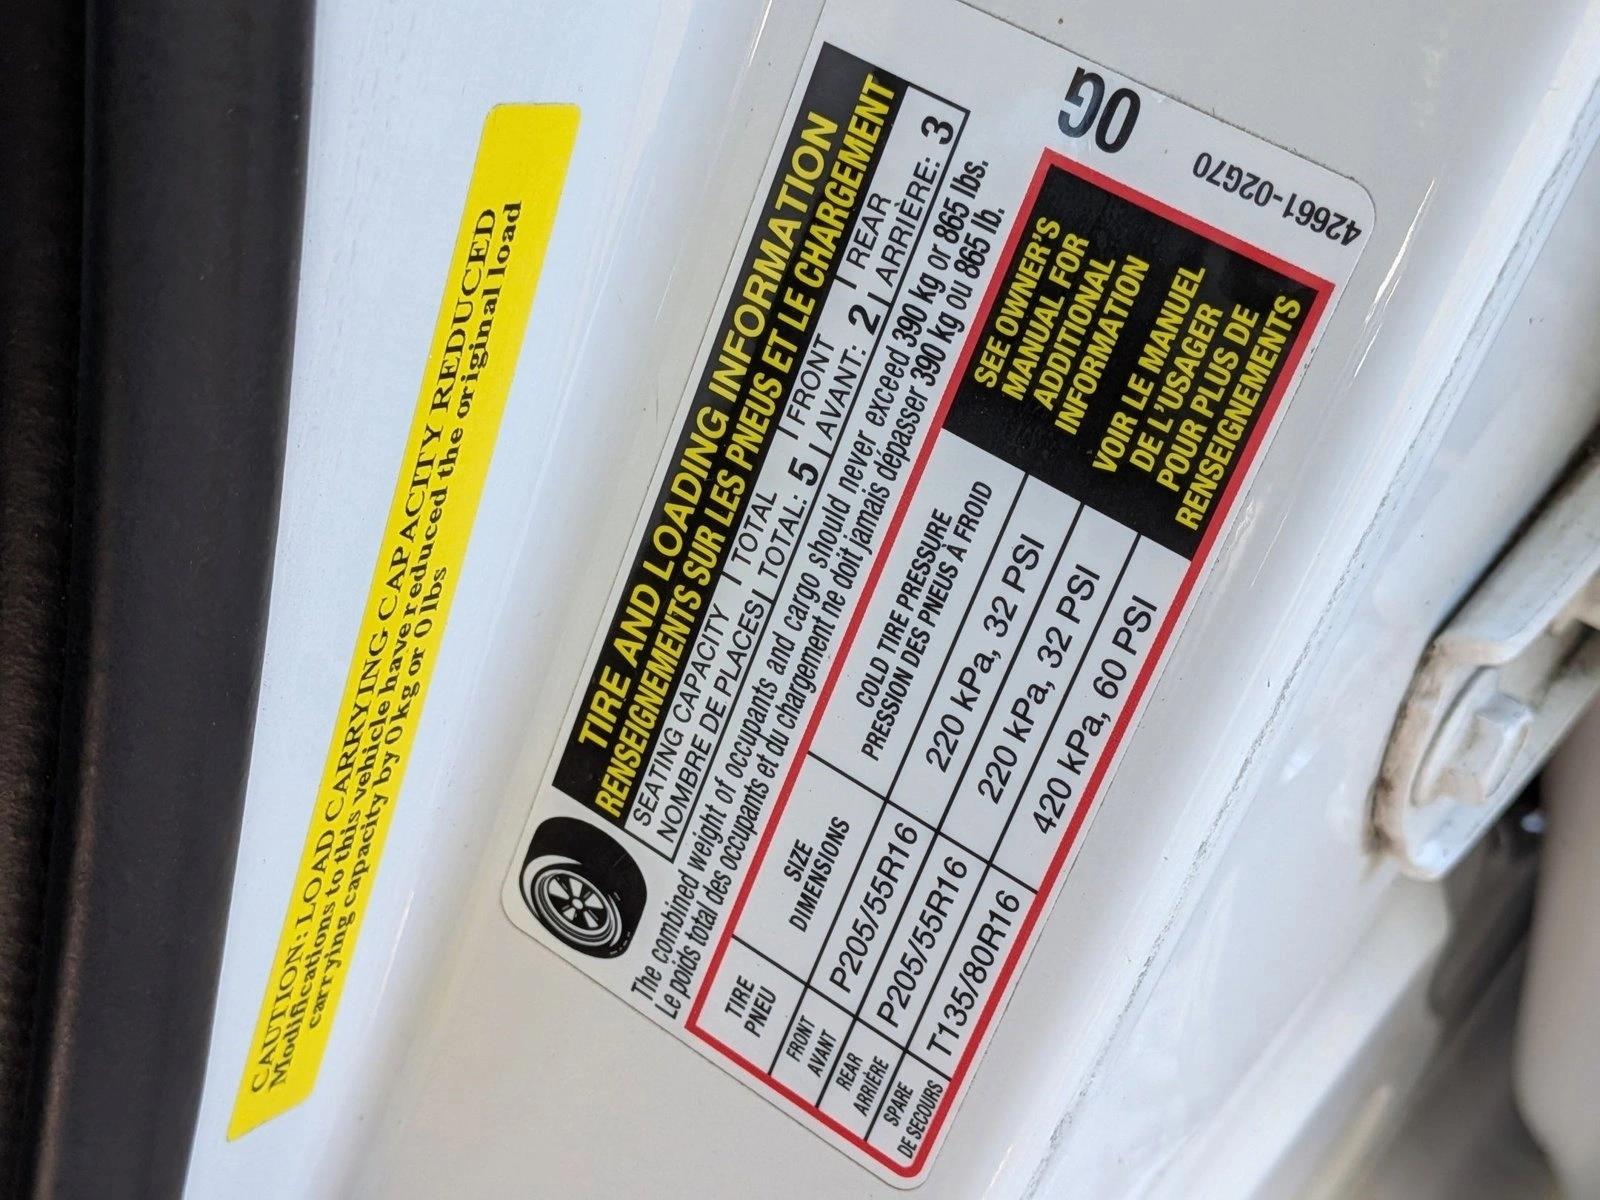 CAUTION: LOAD CARRYING CAPACITY REDUCED
Modifications to this vehicle have reduced the original load
carrying capacity by 0 kg or 0 lbs
TIRE AND LOADING INFORMATION
RENSEIGNEMENTS SUR LES PNEUS ET LE CHARGEMENT
SEATING CAPACITY | TOTAL 5 | FRONT 2 | REAR 3
NOMBRE DE PLACES | TOTAL: | AVANT: | ARRIÈRE:
The combined weight of occupants and cargo should never exceed 390 kg or 865 lbs.
Le poids total des occupants et du chargement ne doit jamais dépasser 390 kg ou 865 lb.
TIRE SIZE COLD TIRE PRESSURE
PNEU DIMENSIONS PRESSION DES PNEUS À FROID
FRONT
AVANT P205/55R16 220 kPa, 32 PSI
REAR
ARRIÈRE P205/55R16 220 kPa, 32 PSI
SPARE
DE SECOURS T135/80R16 420 kPa, 60 PSI
SEE OWNER'S
MANUAL FOR
ADDITIONAL
INFORMATION
VOIR LE MANUEL
DE L'USAGER
POUR PLUS DE
RENSEIGNEMENTS
0G
42661-02G70